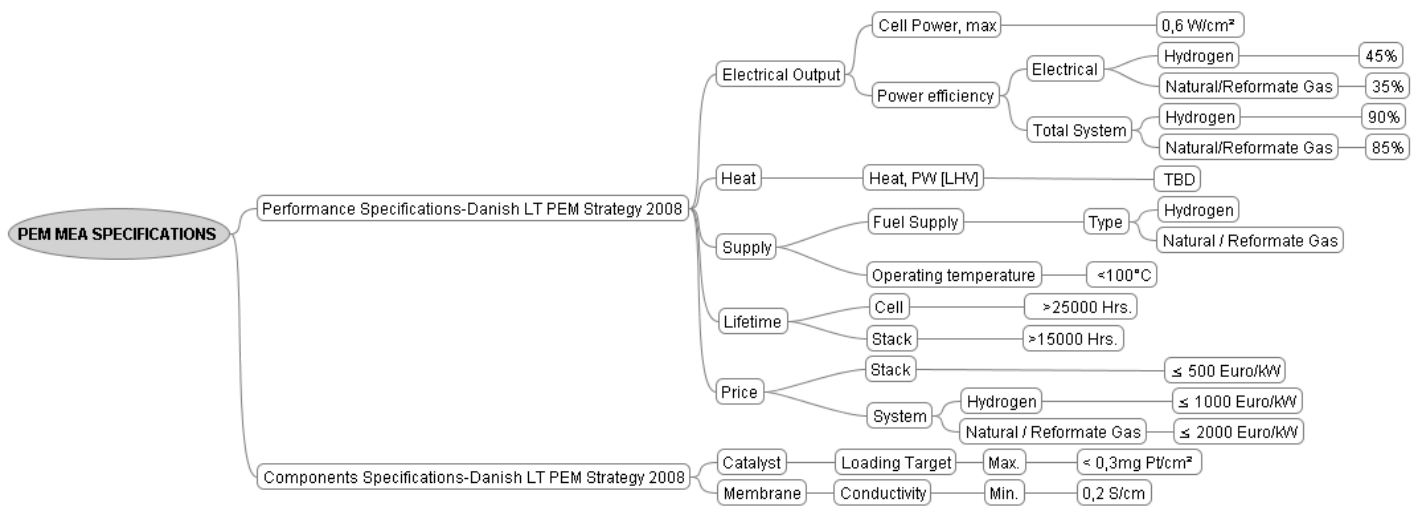 PEM MEA SPECIFICATIONS
Performance Specifications-Danish LT PEM Strategy 2008
Electrical Output
Cell Power, max
0,6 W/cm²
Power efficiency
Electrical
Hydrogen
45%
Natural/Reformate Gas
35%
Total System
Hydrogen
90%
Natural/Reformate Gas
85%
Heat
Heat, PW [LHV]
TBD
Supply
Fuel Supply
Type
Hydrogen
Natural / Reformate Gas
Operating temperature
<100°C
Lifetime
Cell
>25000 Hrs.
Stack
>15000 Hrs.
Price
Stack
≤ 500 Euro/kW
System
Hydrogen
≤ 1000 Euro/kW
Natural / Reformate Gas
≤ 2000 Euro/kW
Components Specifications-Danish LT PEM Strategy 2008
Catalyst
Loading Target
Max.
< 0,3mg Pt/cm²
Membrane
Conductivity
Min.
0,2 S/cm